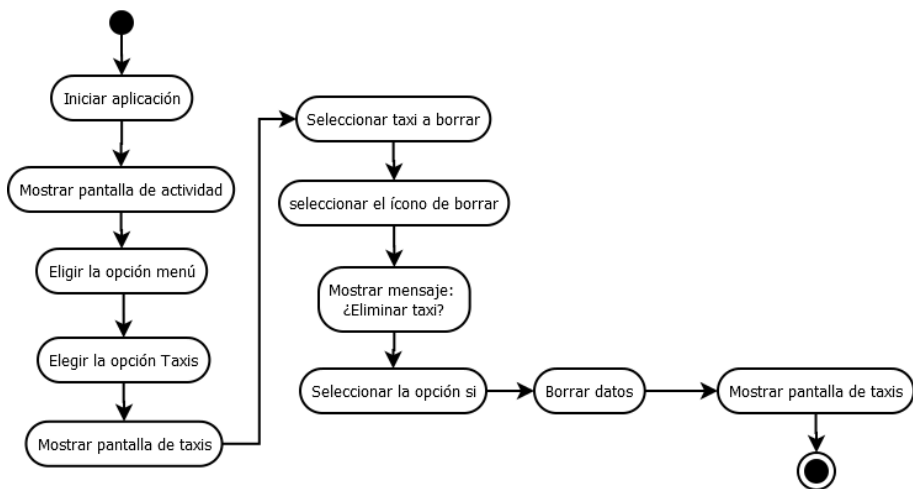 Iniciar aplicación
Mostrar pantalla de actividad
Eligir la opción menú
Elegir la opción Taxis
Mostrar pantalla de taxis
Seleccionar taxi a borrar
seleccionar el ícono de borrar
Mostrar mensaje:
¿Eliminar taxi?
Seleccionar la opción si
Borrar datos
Mostrar pantalla de taxis